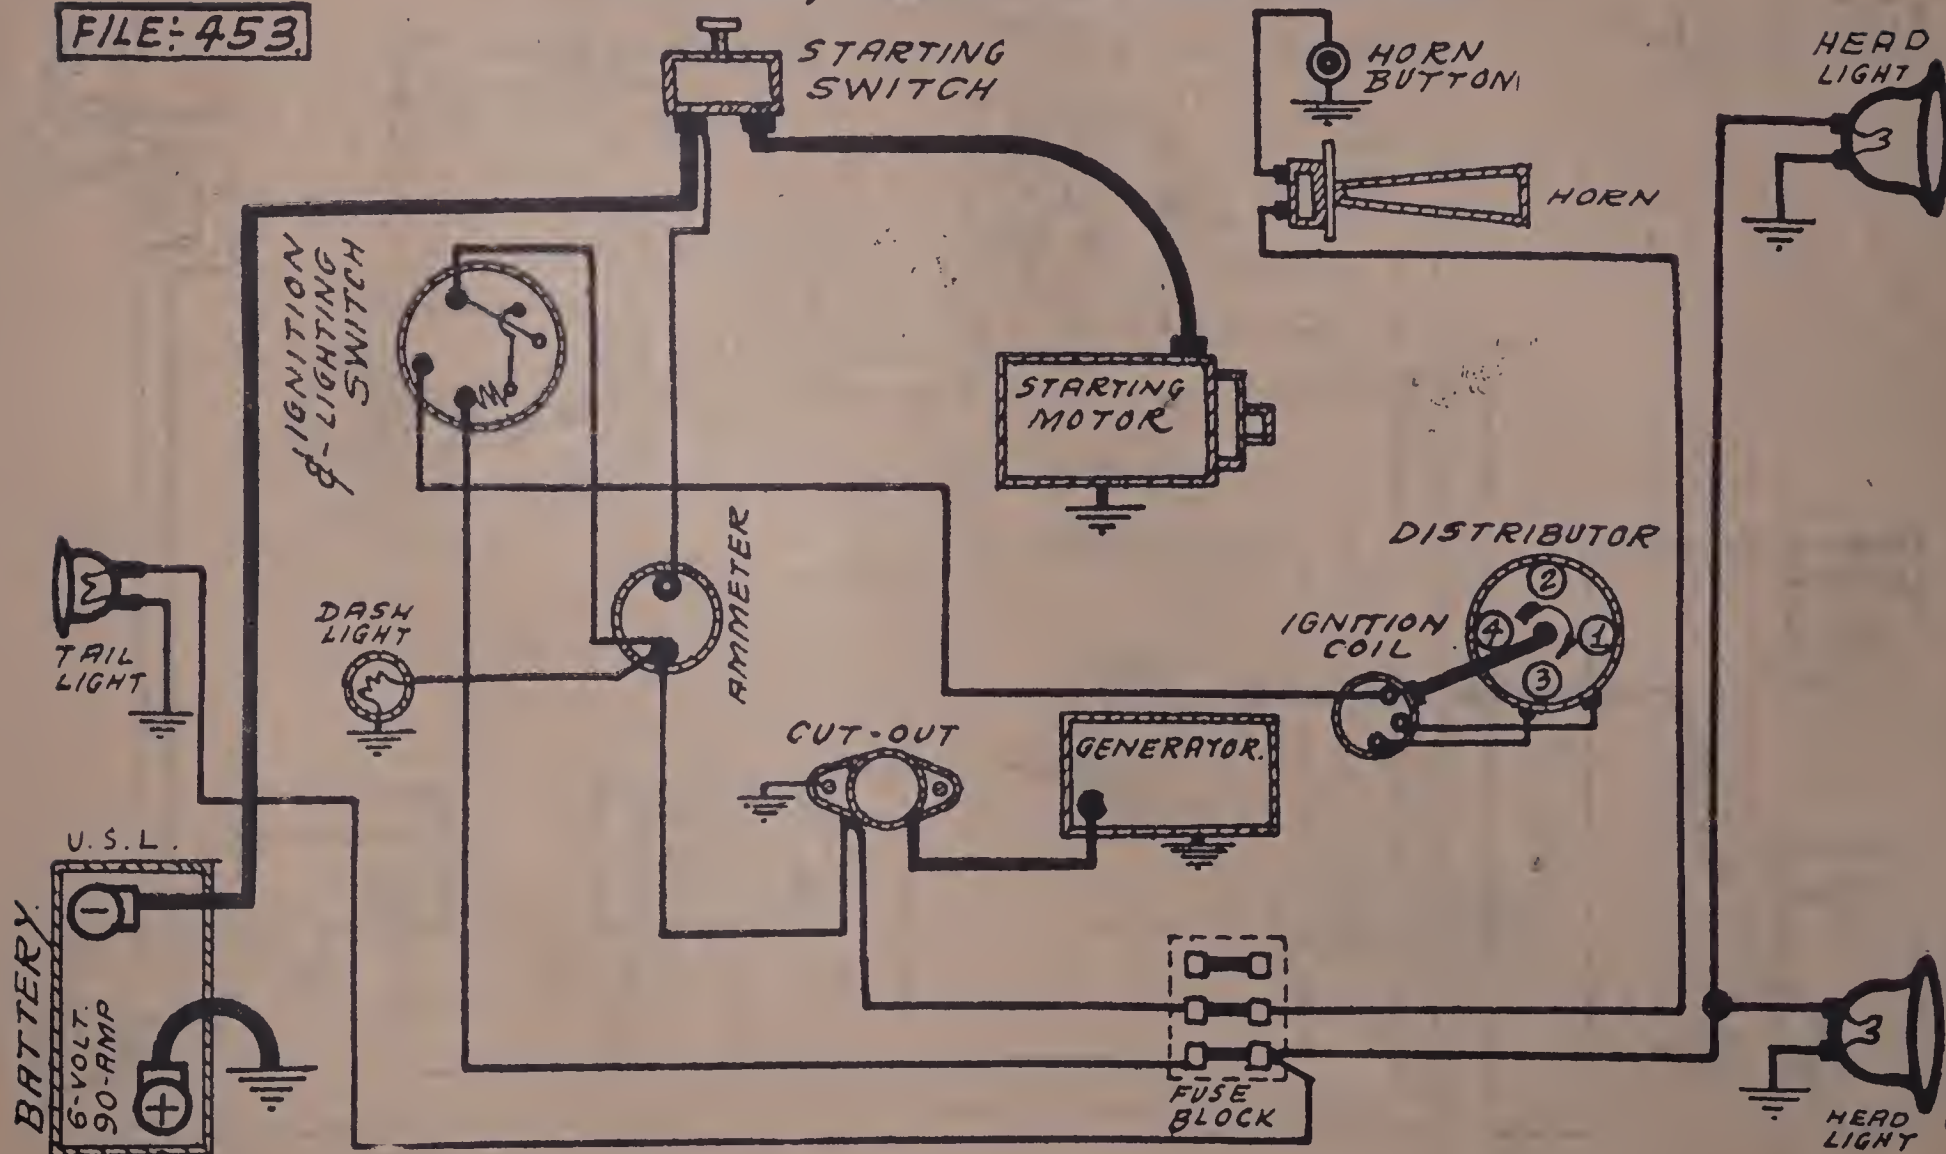 FILE:-453.
STARTING
SWITCH
HORN
BUTTON
HEAD
LIGHT
HORN
IGNITION
&-LIGHTING
SWITCH
STARTING
MOTOR
DISTRIBUTOR
2
4
1
3
IGNITION
COIL
AMMETER
DASH
LIGHT
TAIL
LIGHT
CUT-OUT
GENERATOR.
U.S.L.
BATTERY.
-
6-VOLT.
90-AMP
+
FUSE
BLOCK
HEAD
LIGHT